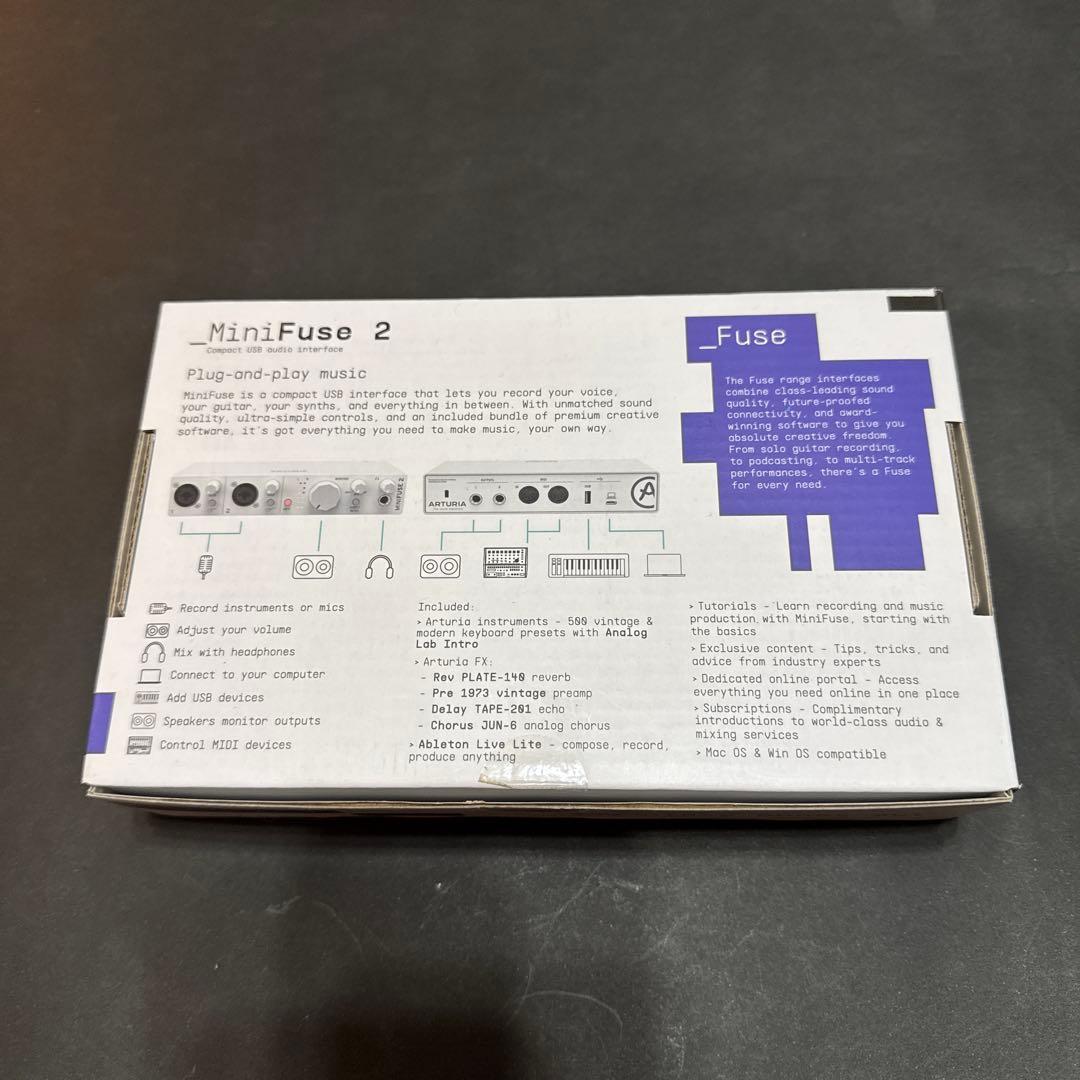 _MiniFuse 2
Compact USB audio interface
Plug-and-play music
MiniFuse is a compact USB interface that lets you record your voice,
your guitar, your synths, and everything in between. With unmatched sound
quality, ultra-simple controls, and an included bundle of premium creative
software, it's got everything you need to make music, your own way.
_Fuse
The Fuse range interfaces
combine class-leading sound
quality, future-proofed
connectivity, and award-
winning software to give you
absolute creative freedom.
From solo guitar recording,
to podcasting, to multi-track
performances, there's a Fuse
for every need.
MINIFUSE 2
ARTURIA
Record instruments or mics
Adjust your volume
Mix with headphones
Connect to your computer
Add USB devices
Speakers monitor outputs
Control MIDI devices
Included:
> Arturia instruments - 500 vintage &
modern keyboard presets with Analog
Lab Intro
> Arturia FX:
- Rev PLATE-140 reverb
- Pre 1973 vintage preamp
- Delay TAPE-201 echo
- Chorus JUN-6 analog chorus
> Ableton Live Lite - compose, record,
produce anything
> Tutorials - Learn recording and music
production with MiniFuse, starting with
the basics
> Exclusive content - Tips, tricks, and
advice from industry experts
> Dedicated online portal - Access
everything you need online in one place
> Subscriptions - Complimentary
introductions to world-class audio &
mixing services
> Mac OS & Win OS compatible